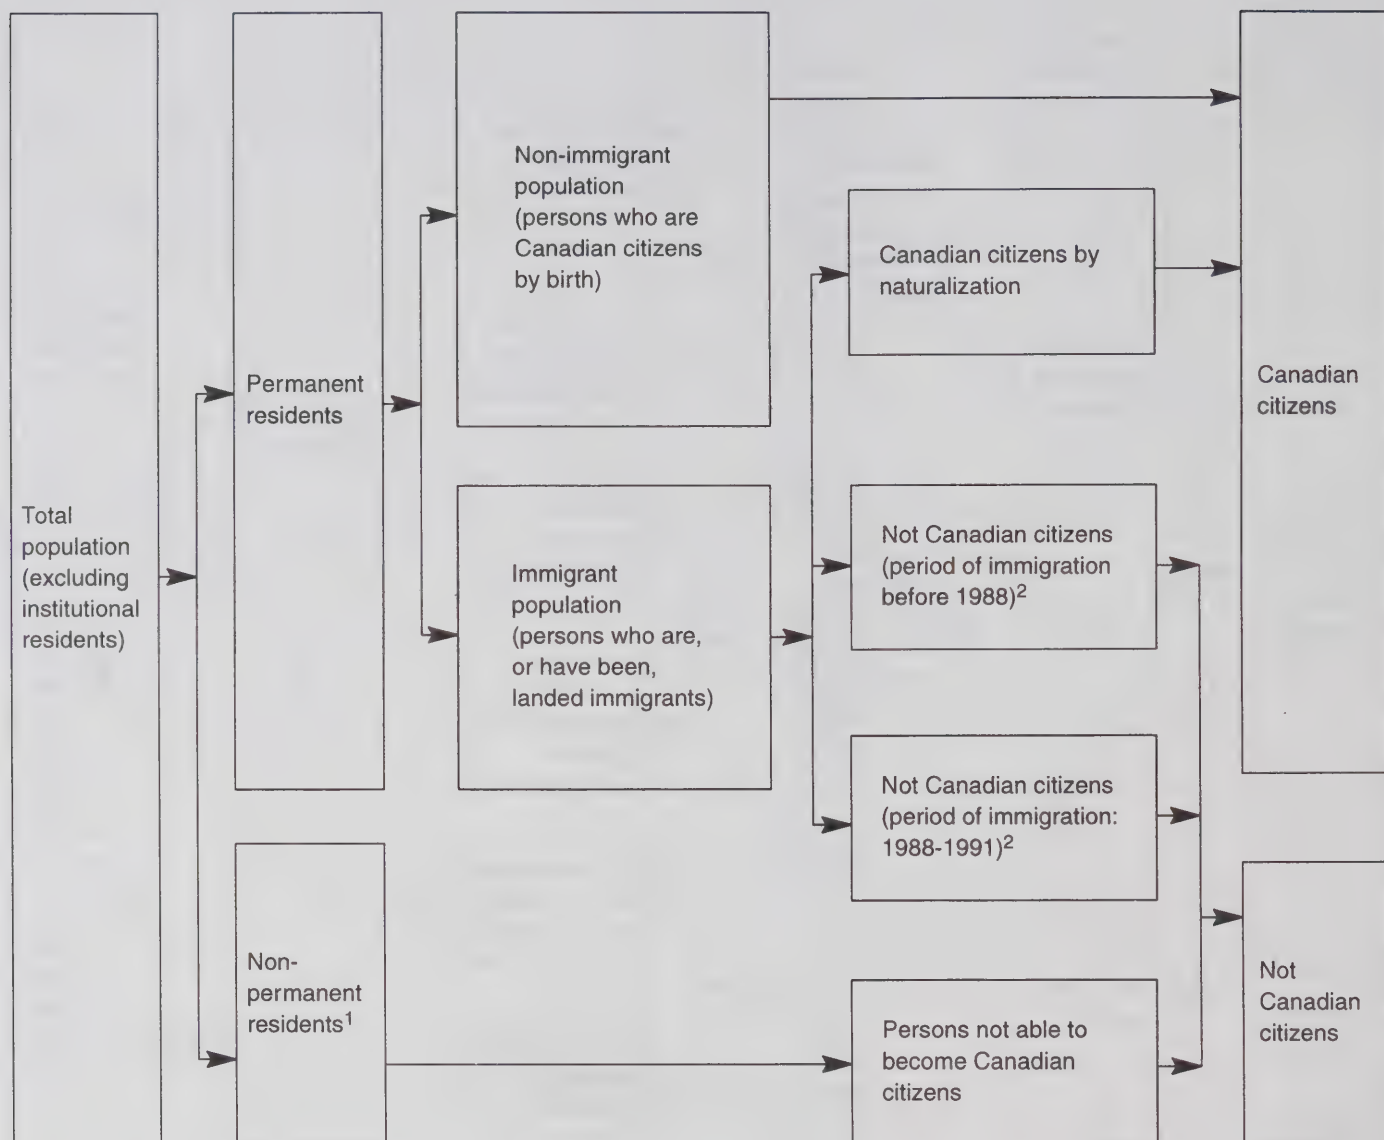 Total
population
(excluding
institutional
residents)
Permanent
residents
Non-
permanent
residents¹
Non-immigrant
population
(persons who are
Canadian citizens
by birth)
Immigrant
population
(persons who are,
or have been,
landed immigrants)
Canadian citizens by
naturalization
Not Canadian citizens
(period of immigration
before 1988)²
Not Canadian citizens
(period of immigration:
1988-1991)²
Persons not able to
become Canadian
citizens
Canadian
citizens
Not
Canadian
citizens